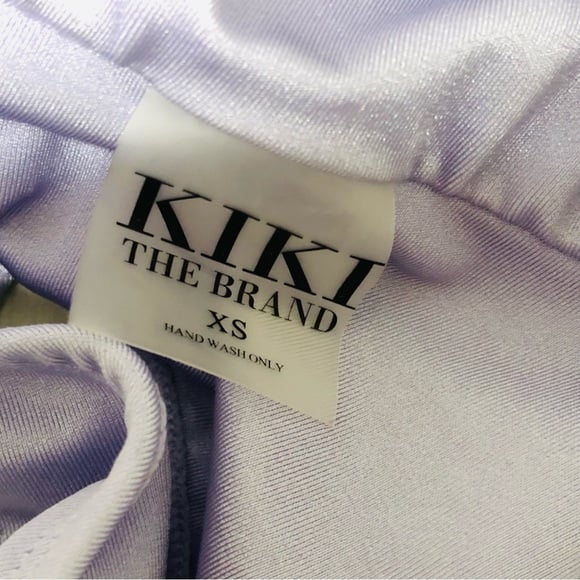 KIKI
THE BRAND
XS
HAND WASH ONLY